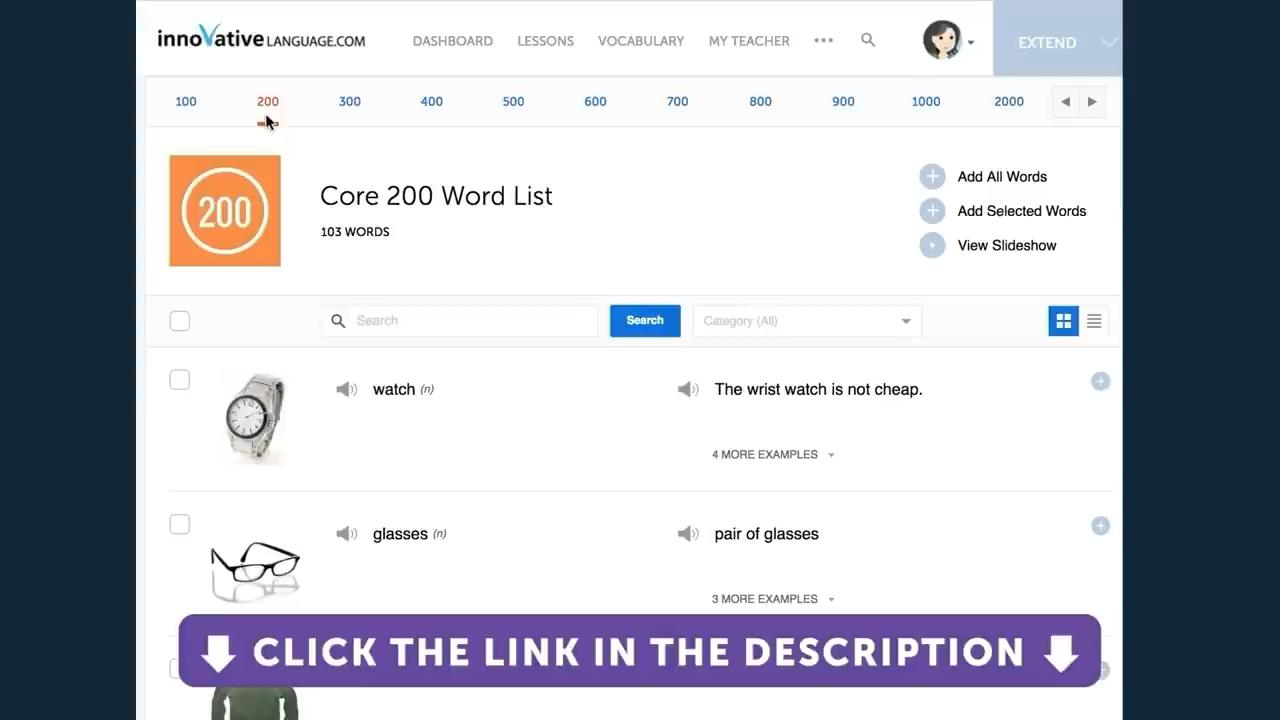 innoVative LANGUAGE.COM DASHBOARD LESSONS VOCABULARY MY TEACHER ••• EXTEND
100 200 300 400 500 600 700 800 900 1000 2000
200
Core 200 Word List
103 WORDS
Add All Words
Add Selected Words
View Slideshow
Search Search Category (All)
watch (n) The wrist watch is not cheap.
4 MORE EXAMPLES
glasses (n) pair of glasses
3 MORE EXAMPLES
CLICK THE LINK IN THE DESCRIPTION